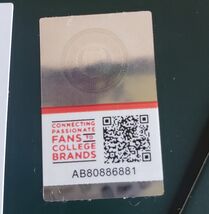 CONNECTING
PASSIONATE
FANS TO
COLLEGE
BRANDS
AB80886881